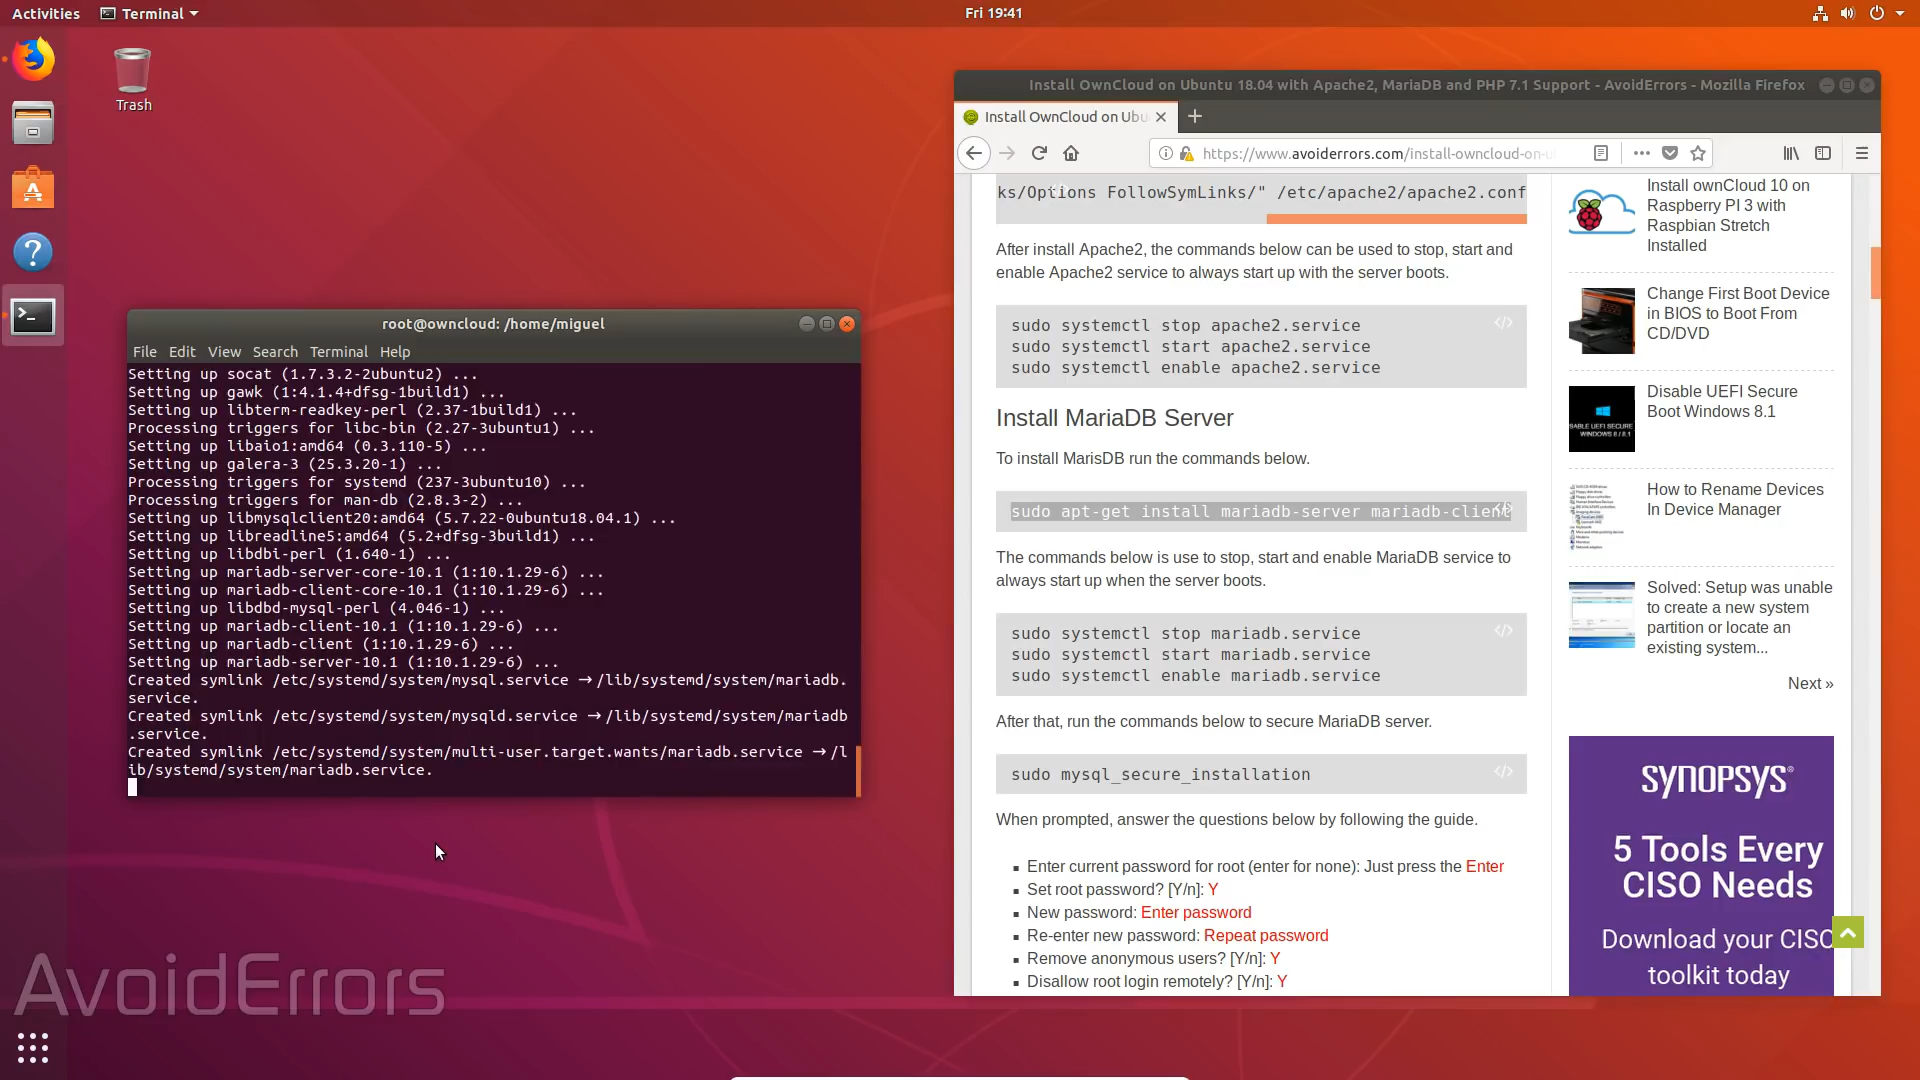 Activities
Terminal
Fri 19:41
Trash
root@owncloud: /home/miguel
File Edit View Search Terminal Help
Setting up socat (1.7.3.2-2ubuntu2) ...
Setting up gawk (1:4.1.4+dfsg-1build1) ...
Setting up libterm-readkey-perl (2.37-1build1) ...
Processing triggers for libc-bin (2.27-3ubuntu1) ...
Setting up libaio1:amd64 (0.3.110-5) ...
Setting up galera-3 (25.3.20-1) ...
Processing triggers for systemd (237-3ubuntu10) ...
Processing triggers for man-db (2.8.3-2) ...
Setting up libmysqlclient20:amd64 (5.7.22-0ubuntu18.04.1) ...
Setting up libreadline5:amd64 (5.2+dfsg-3build1) ...
Setting up libdbi-perl (1.640-1) ...
Setting up mariadb-server-core-10.1 (1:10.1.29-6) ...
Setting up mariadb-client-core-10.1 (1:10.1.29-6) ...
Setting up libdbd-mysql-perl (4.046-1) ...
Setting up mariadb-client-10.1 (1:10.1.29-6) ...
Setting up mariadb-client (1:10.1.29-6) ...
Setting up mariadb-server-10.1 (1:10.1.29-6) ...
Created symlink /etc/systemd/system/mysql.service → /lib/systemd/system/mariadb.
service.
Created symlink /etc/systemd/system/mysqld.service → /lib/systemd/system/mariadb
.service.
Created symlink /etc/systemd/system/multi-user.target.wants/mariadb.service → /l
ib/systemd/system/mariadb.service.
AvoidErrors
Install OwnCloud on Ubuntu 18.04 with Apache2, MariaDB and PHP 7.1 Support - AvoidErrors - Mozilla Firefox
Install OwnCloud on Ubu
https://www.avoiderrors.com/install-owncloud-on-u
ks/Options FollowSymLinks/" /etc/apache2/apache2.conf
After install Apache2, the commands below can be used to stop, start and
enable Apache2 service to always start up with the server boots.
sudo systemctl stop apache2.service
sudo systemctl start apache2.service
sudo systemctl enable apache2.service
Install MariaDB Server
To install MarisDB run the commands below.
sudo apt-get install mariadb-server mariadb-client
The commands below is use to stop, start and enable MariaDB service to
always start up when the server boots.
sudo systemctl stop mariadb.service
sudo systemctl start mariadb.service
sudo systemctl enable mariadb.service
After that, run the commands below to secure MariaDB server.
sudo mysql_secure_installation
When prompted, answer the questions below by following the guide.
Enter current password for root (enter for none): Just press the Enter
Set root password? [Y/n]: Y
New password: Enter password
Re-enter new password: Repeat password
Remove anonymous users? [Y/n]: Y
Disallow root login remotely? [Y/n]: Y
Install ownCloud 10 on
Raspberry PI 3 with
Raspbian Stretch
Installed
Change First Boot Device
in BIOS to Boot From
CD/DVD
Disable UEFI Secure
Boot Windows 8.1
SABLE UEFI SECURE
WINDOWS 8 / 8.1
How to Rename Devices
In Device Manager
Solved: Setup was unable
to create a new system
partition or locate an
existing system...
Next »
SYNOPSYS®
5 Tools Every
CISO Needs
Download your CISO
toolkit today